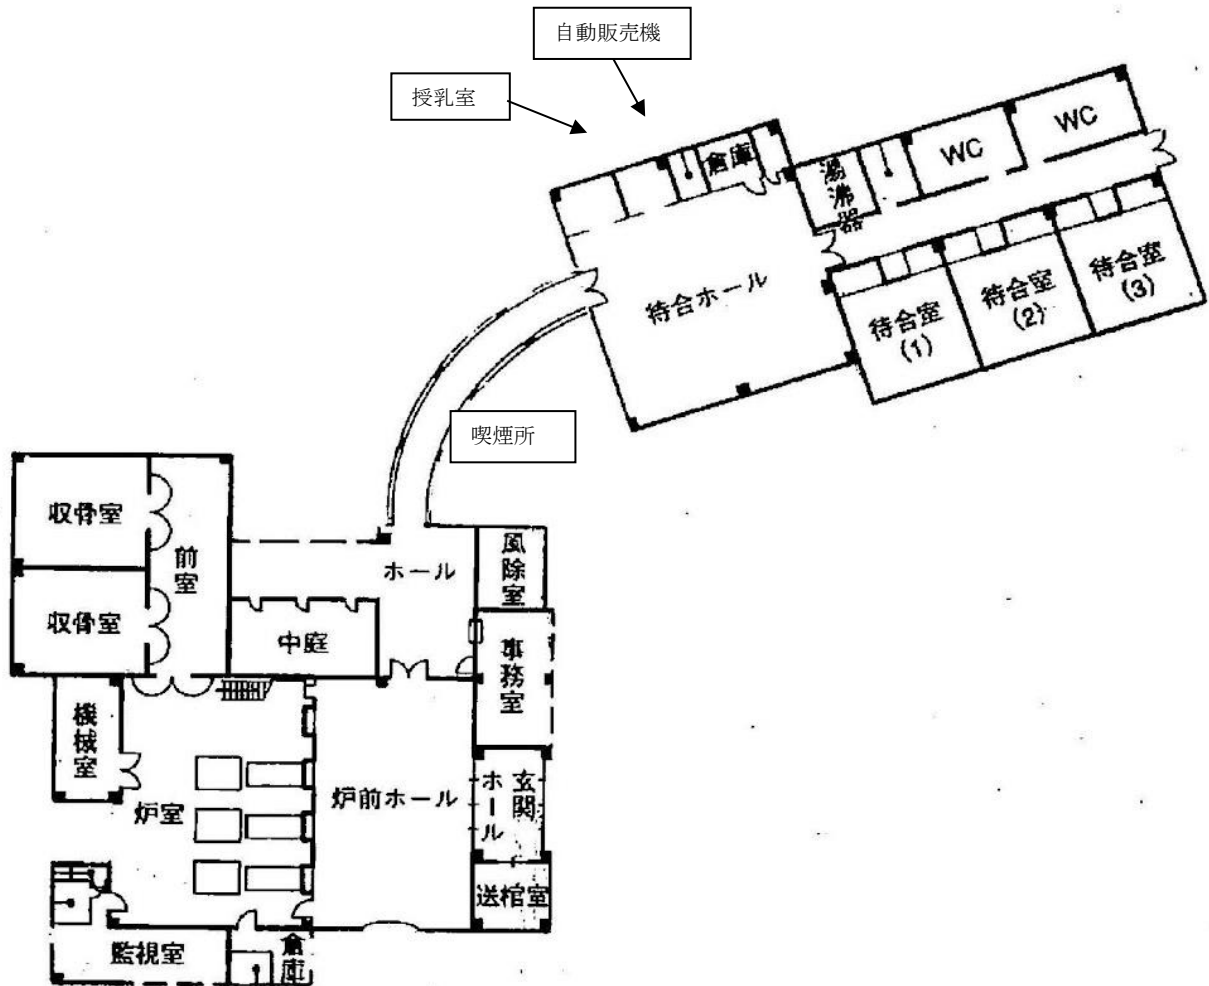 自動販売機
授乳室
WC
WC
倉庫
湯沸器
待合ホール
待合室
(1)
待合室
(2)
待合室
(3)
喫煙所
収骨室
前室
収骨室
ホール
風除室
中庭
事務室
機械室
炉室
炉前ホール
玄関
ホール
送棺室
監視室
倉庫